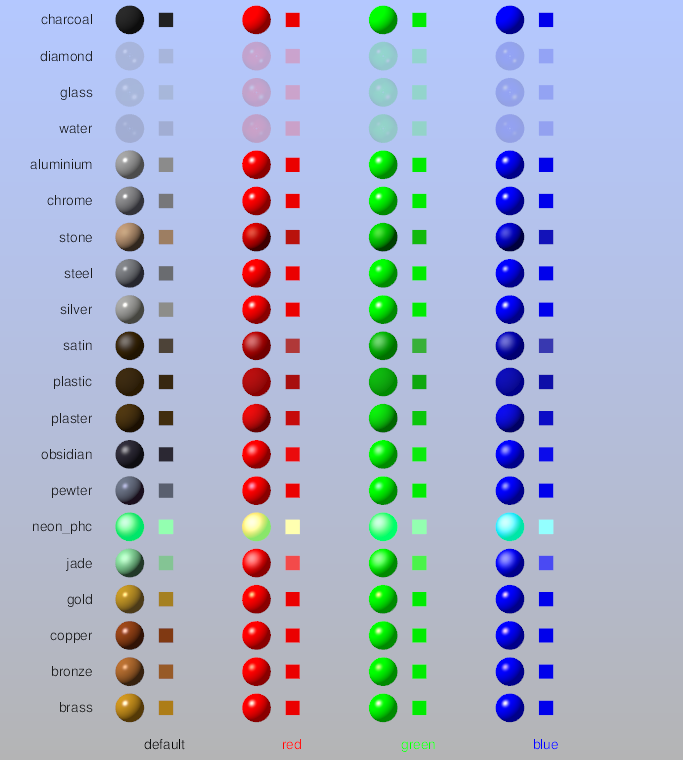 charcoal
diamond
glass
water
aluminium
chrome
stone
steel
silver
satin
plastic
plaster
obsidian
pewter
neon_phc
jade
gold
copper
bronze
brass
default red green blue